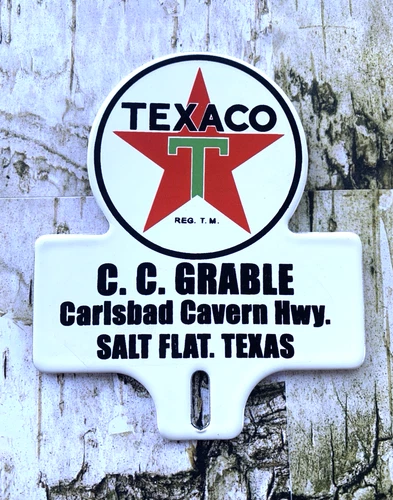 TEXACO
T
REG. T. M.
C. C. GRABLE
Carlsbad Cavern Hwy.
SALT FLAT. TEXAS